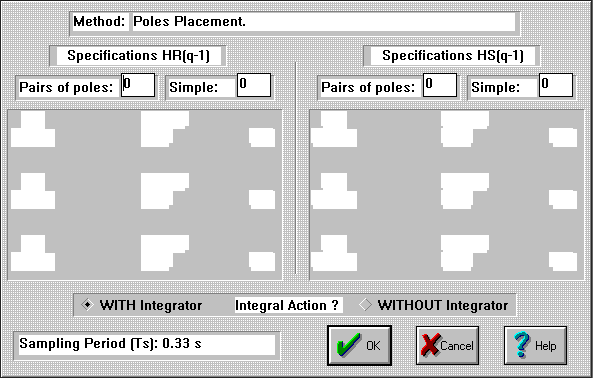 Method: Poles Placement.
Specifications HR(q-1) Specifications HS(q-1)
Pairs of poles: 0 Simple: 0 Pairs of poles: 0 Simple: 0
WITH Integrator Integral Action ? WITHOUT Integrator
Sampling Period (Ts): 0.33 s OK Cancel ? Help